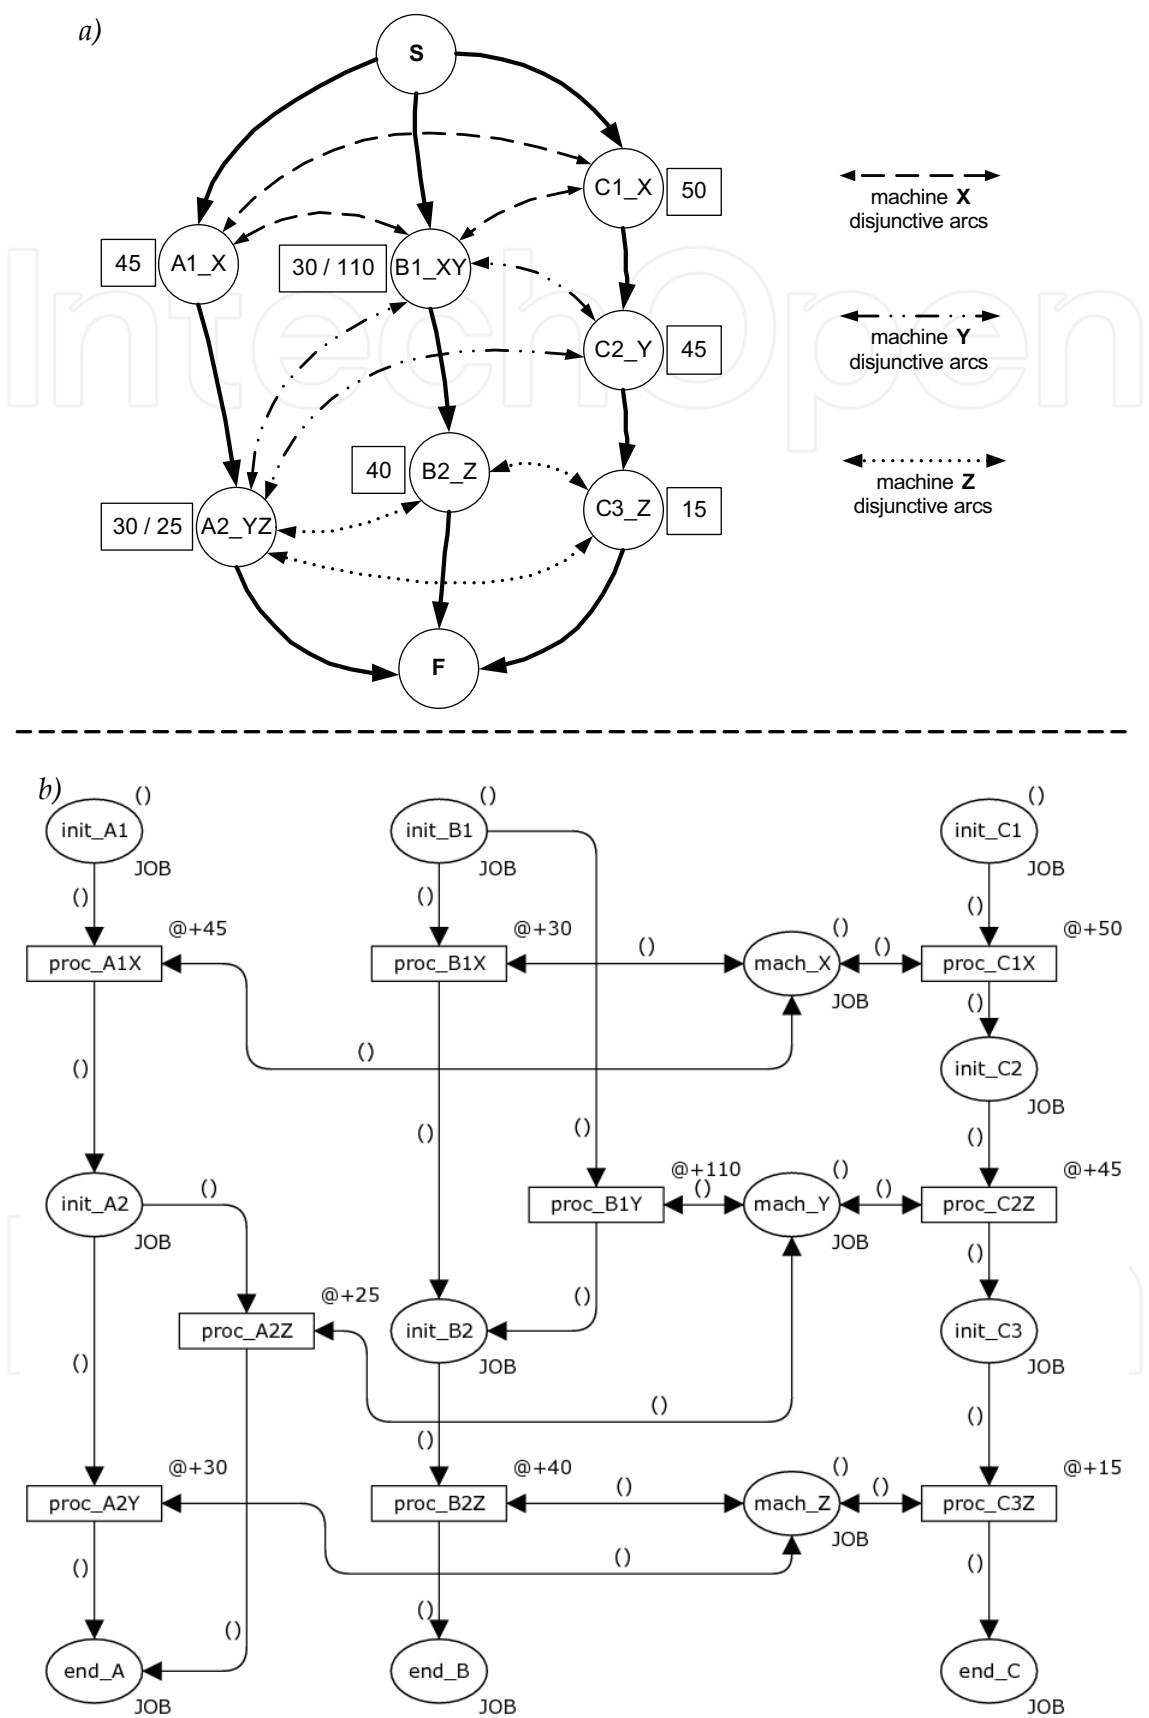 a)
S
C1_X
50
machine X
disjunctive arcs
45
A1_X
30 / 110
B1_XY
machine Y
disjunctive arcs
C2_Y
45
40
B2_Z
machine Z
disjunctive arcs
30 / 25
A2_YZ
C3_Z
15
F
IntechOpen
b)
()
()
()
init_A1
init_B1
init_C1
JOB
JOB
JOB
()
()
()
@+45
@+30
()
@+50
proc_A1X
proc_B1X
()
mach_X
()
proc_C1X
JOB
()
()
()
init_C2
JOB
()
()
()
@+110
()
@+45
init_A2
()
proc_B1Y
()
mach_Y
()
proc_C2Z
JOB
JOB
()
@+25
()
proc_A2Z
init_B2
init_C3
JOB
JOB
()
()
()
()
@+30
@+40
()
@+15
proc_A2Y
proc_B2Z
()
mach_Z
()
proc_C3Z
JOB
()
()
()
()
()
end_A
end_B
end_C
JOB
JOB
JOB